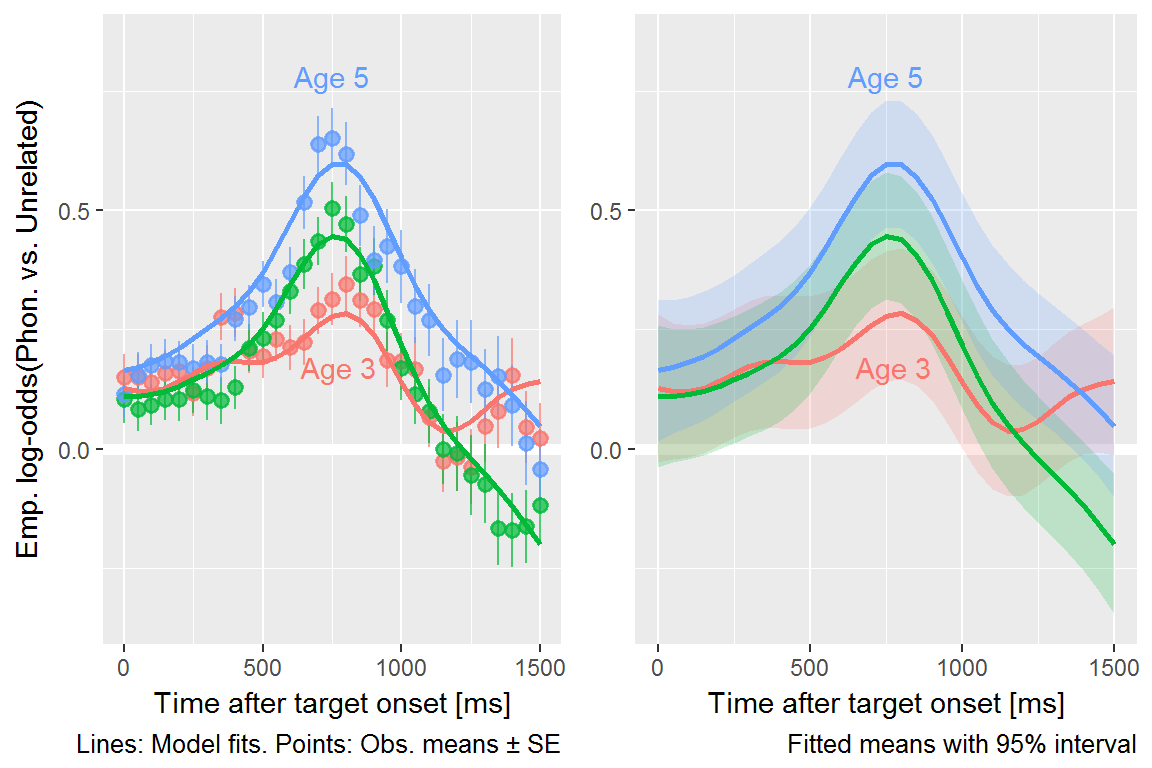 Emp. log-odds(Phon. vs. Unrelated)
0.5
0.0
Age 5
Age 3
0
500
1000
1500
Time after target onset [ms]
Lines: Model fits. Points: Obs. means ± SE
0.5
0.0
Age 5
Age 3
0
500
1000
1500
Time after target onset [ms]
Fitted means with 95% interval